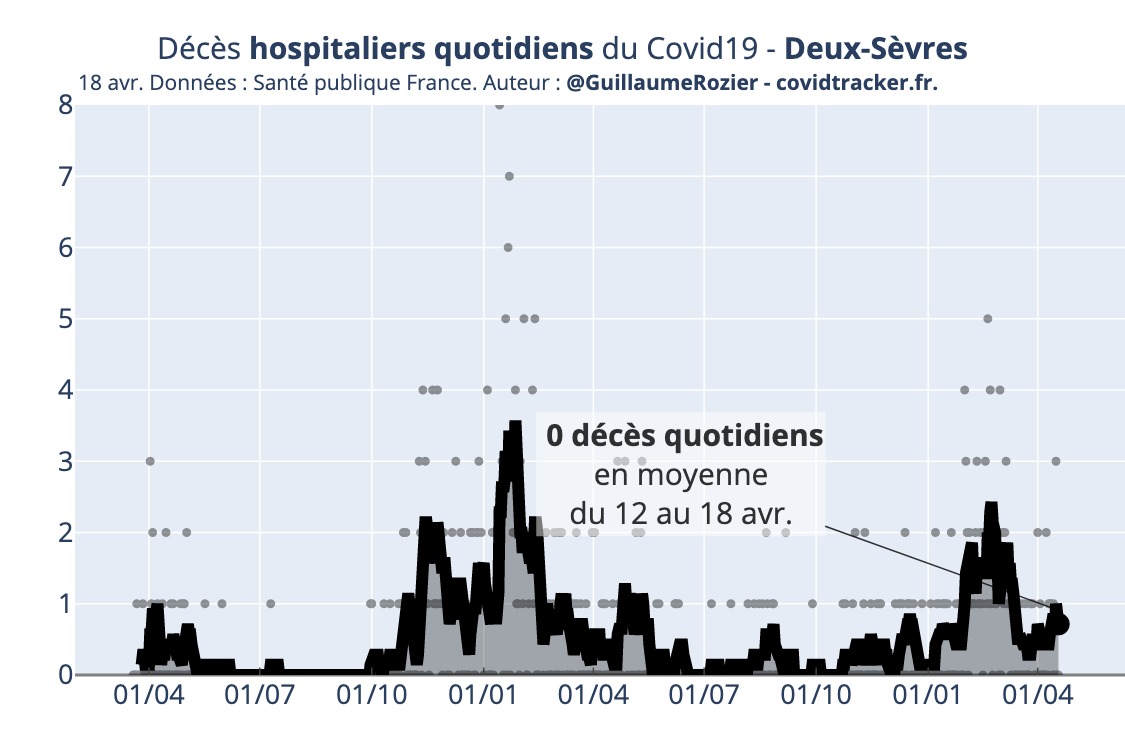 Décès hospitaliers quotidiens du Covid19 - Deux-Sèvres
18 avr. Données : Santé publique France. Auteur : @GuillaumeRozier - covidtracker.fr.
8
7
6
5
4
3
2
1
0
0 décès quotidiens
en moyenne
du 12 au 18 avr.
01/04 01/07 01/10 01/01 01/04 01/07 01/10 01/01 01/04